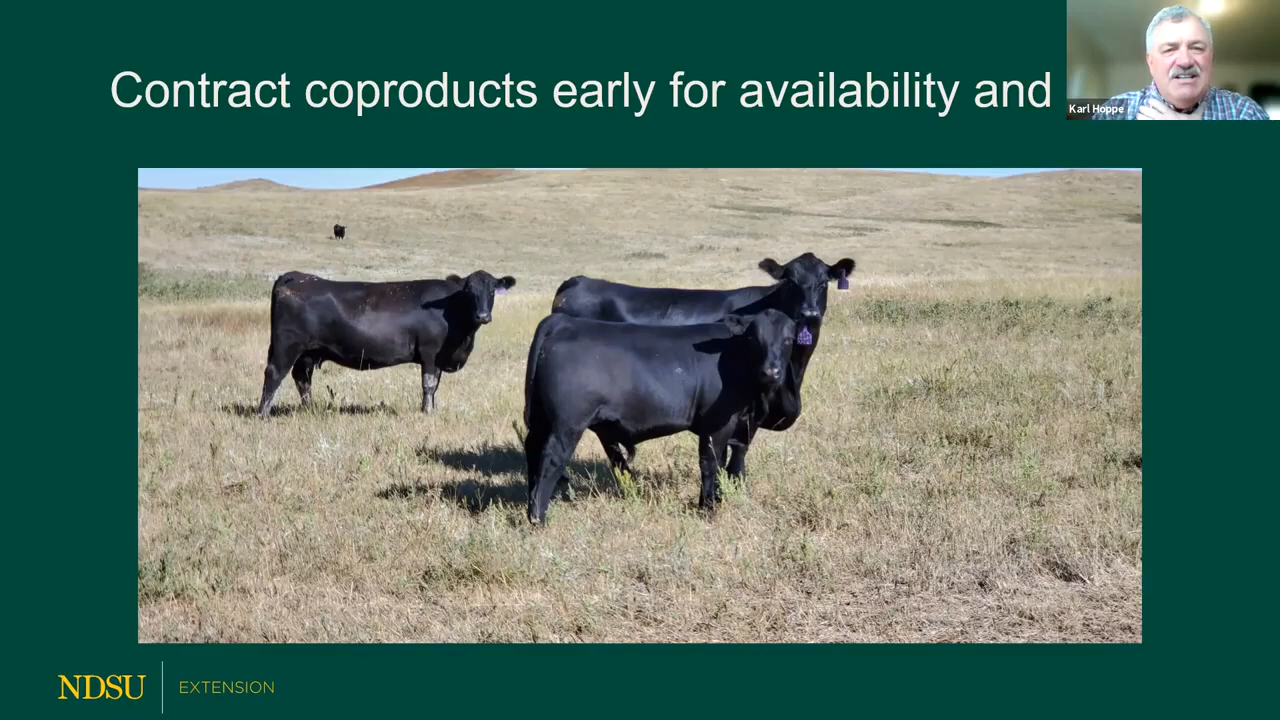 Contract coproducts early for availability and
Karl Hoppe
NDSU
EXTENSION